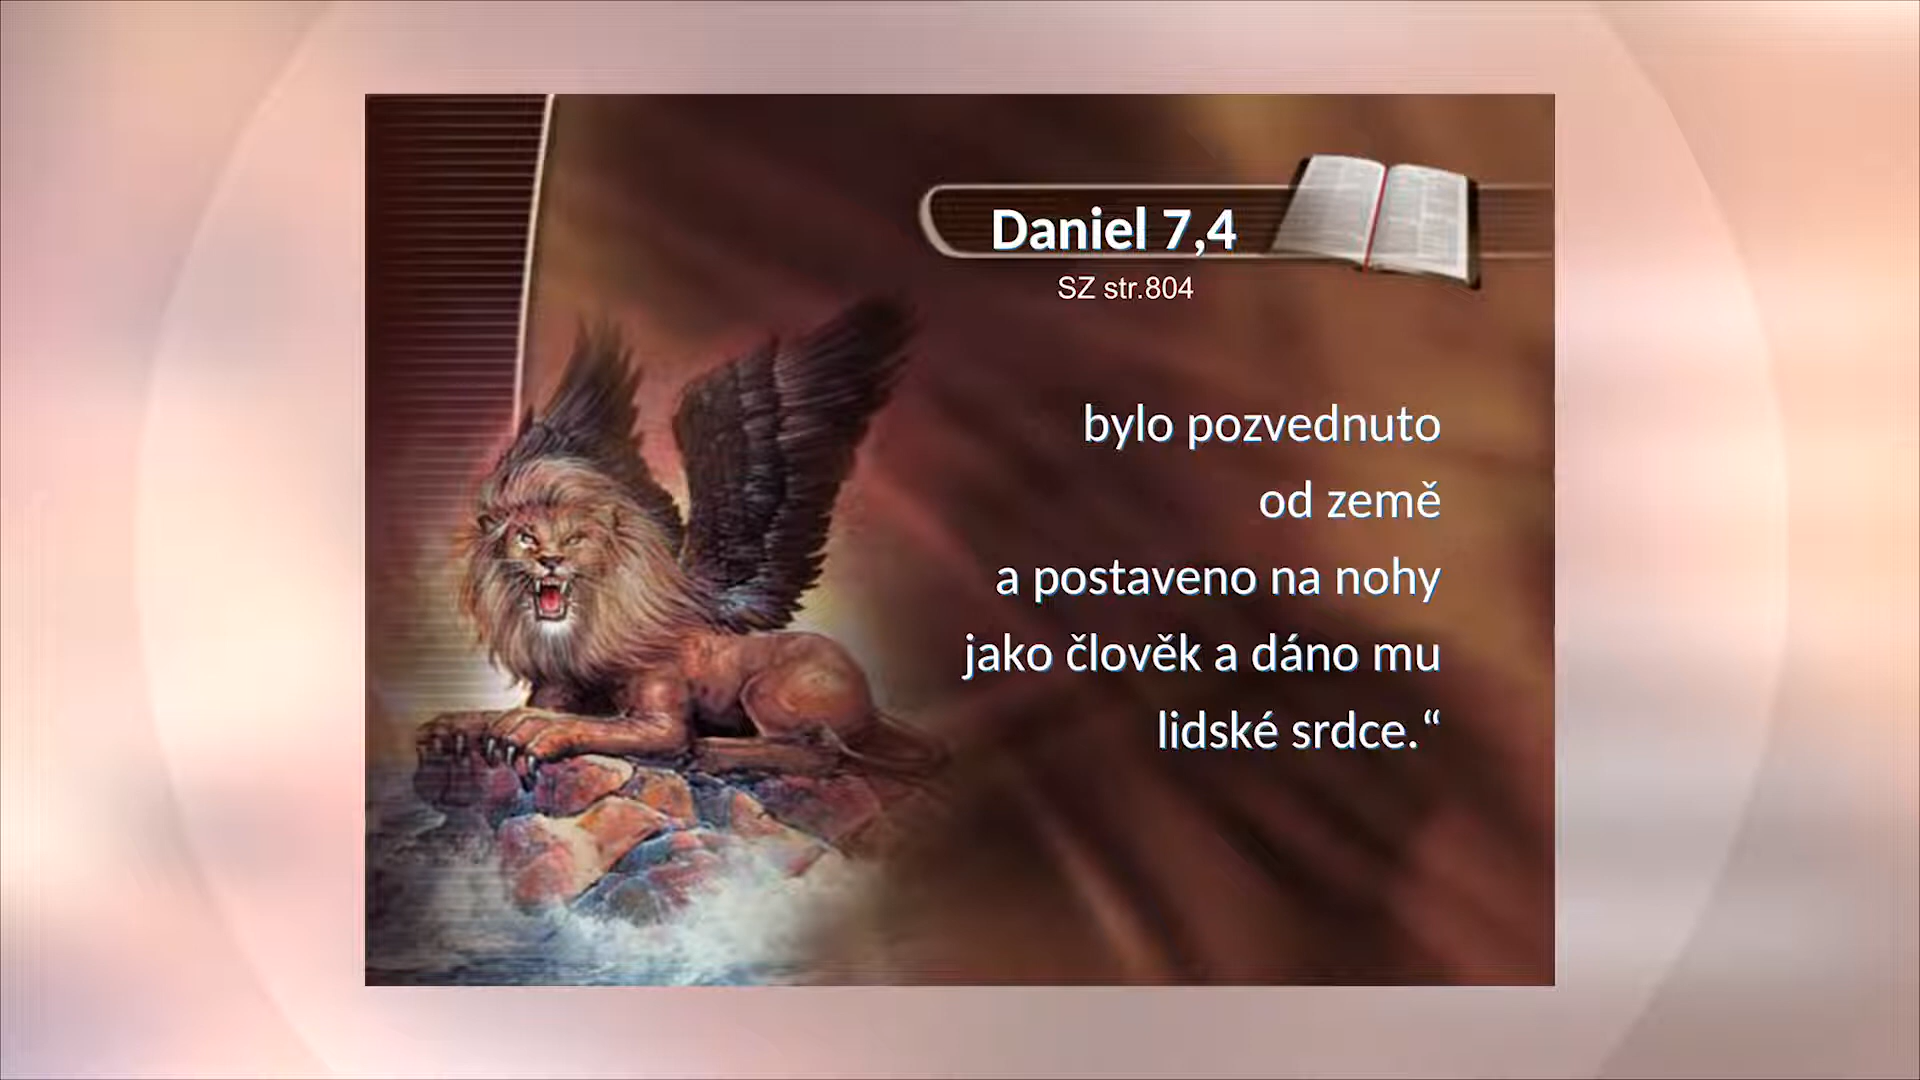 Daniel 7,4
SZ str.804
bylo pozvednuto
od země
a postaveno na nohy
jako člověk a dáno mu
lidské srdce.“